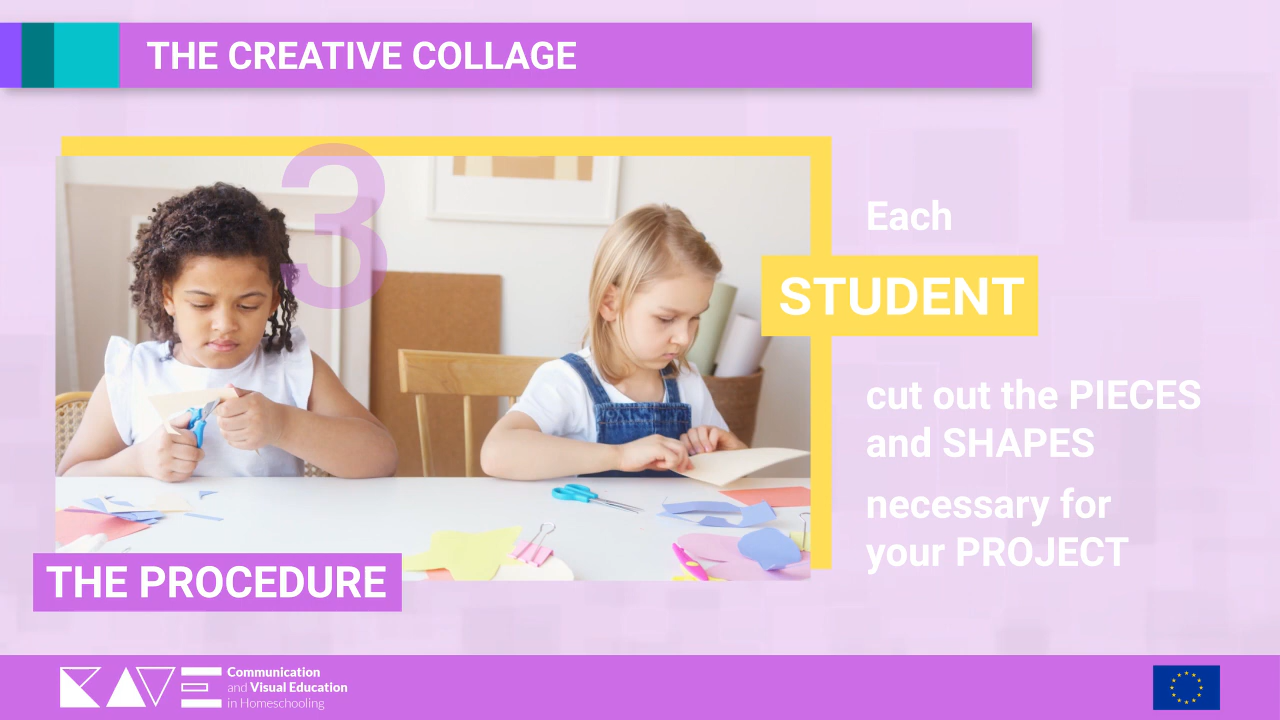 THE CREATIVE COLLAGE
3
Each
STUDENT
cut out the PIECES
and SHAPES
necessary for
your PROJECT
THE PROCEDURE
KAVE
Communication
and Visual Education
in Homeschooling